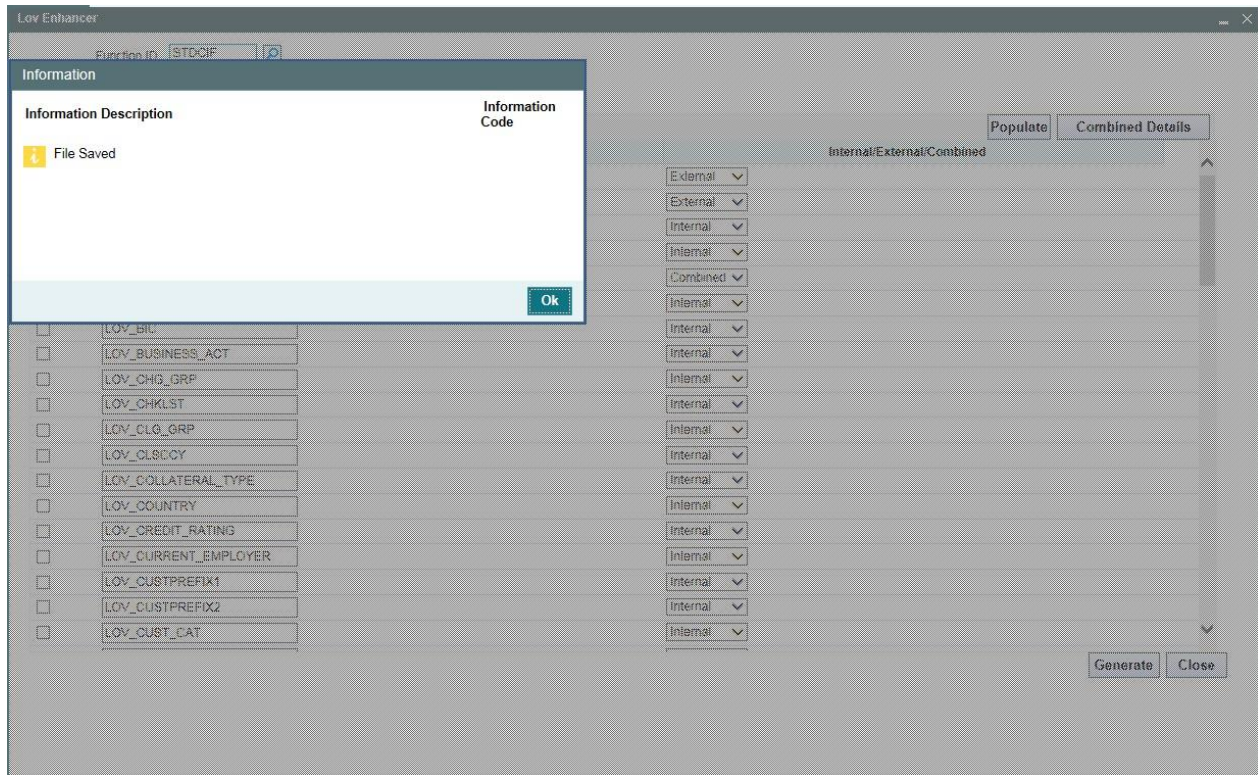 Lov Enhancer
Function ID STDCIF
Information
Information Description Information Code
File Saved
Ok
Populate Combined Details
Internal/External/Combined
External
External
Internal
Internal
Combined
Internal
LOV_BIC Internal
LOV_BUSINESS_ACT Internal
LOV_CHG_GRP Internal
LOV_CHKLST Internal
LOV_CLG_GRP Internal
LOV_CLSCCY Internal
LOV_COLLATERAL_TYPE Internal
LOV_COUNTRY Internal
LOV_CREDIT_RATING Internal
LOV_CURRENT_EMPLOYER Internal
LOV_CUSTPREFIX1 Internal
LOV_CUSTPREFIX2 Internal
LOV_CUST_CAT Internal
Generate Close